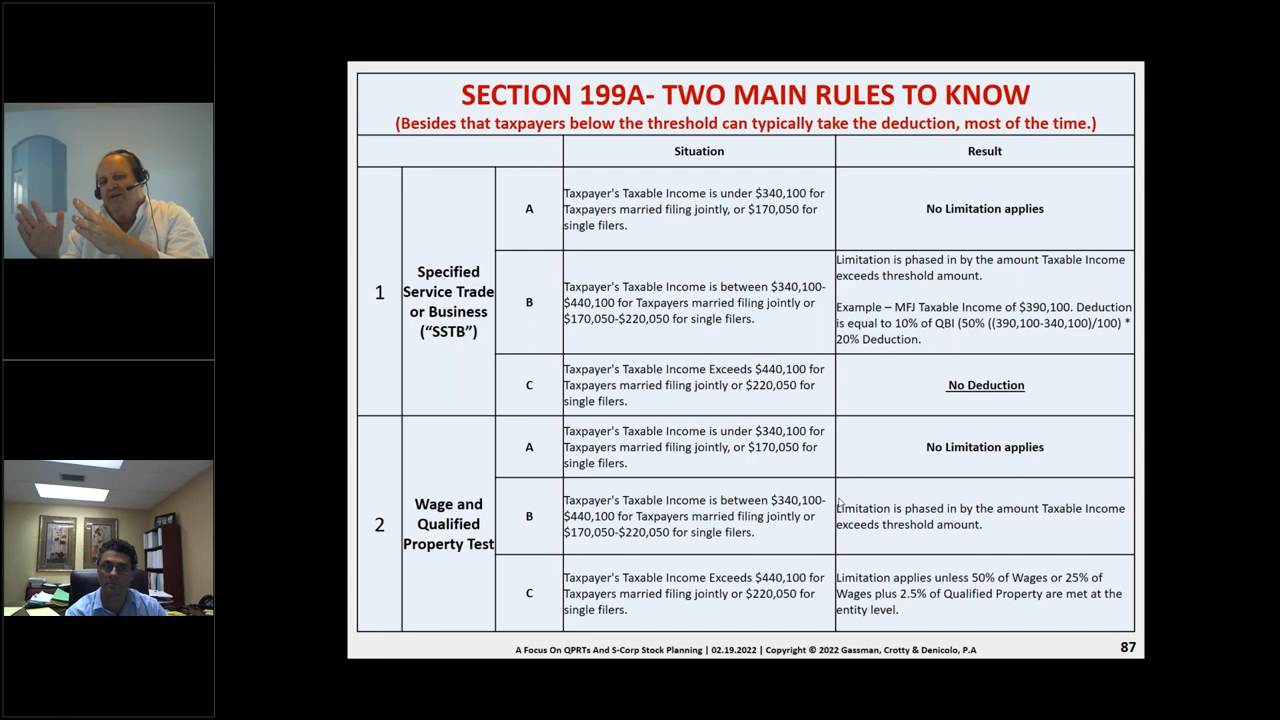 SECTION 199A- TWO MAIN RULES TO KNOW
(Besides that taxpayers below the threshold can typically take the deduction, most of the time.)
Situation
Result
1
Specified
Service Trade
or Business
(“SSTB”)
A
Taxpayer's Taxable Income is under $340,100 for
Taxpayers married filing jointly, or $170,050 for
single filers.
No Limitation applies
B
Taxpayer's Taxable Income is between $340,100-
$440,100 for Taxpayers married filing jointly or
$170,050-$220,050 for single filers.
Limitation is phased in by the amount Taxable Income
exceeds threshold amount.
Example – MFJ Taxable Income of $390,100. Deduction
is equal to 10% of QBI (50% ((390,100-340,100)/100) *
20% Deduction.
C
Taxpayer's Taxable Income Exceeds $440,100 for
Taxpayers married filing jointly or $220,050 for
single filers.
No Deduction
2
Wage and
Qualified
Property Test
A
Taxpayer's Taxable Income is under $340,100 for
Taxpayers married filing jointly, or $170,050 for
single filers.
No Limitation applies
B
Taxpayer's Taxable Income is between $340,100-
$440,100 for Taxpayers married filing jointly or
$170,050-$220,050 for single filers.
Limitation is phased in by the amount Taxable Income
exceeds threshold amount.
C
Taxpayer's Taxable Income Exceeds $440,100 for
Taxpayers married filing jointly or $220,050 for
single filers.
Limitation applies unless 50% of Wages or 25% of
Wages plus 2.5% of Qualified Property are met at the
entity level.
A Focus On QPRTs And S-Corp Stock Planning | 02.19.2022 | Copyright © 2022 Gassman, Crotty & Denicolo, P.A
87